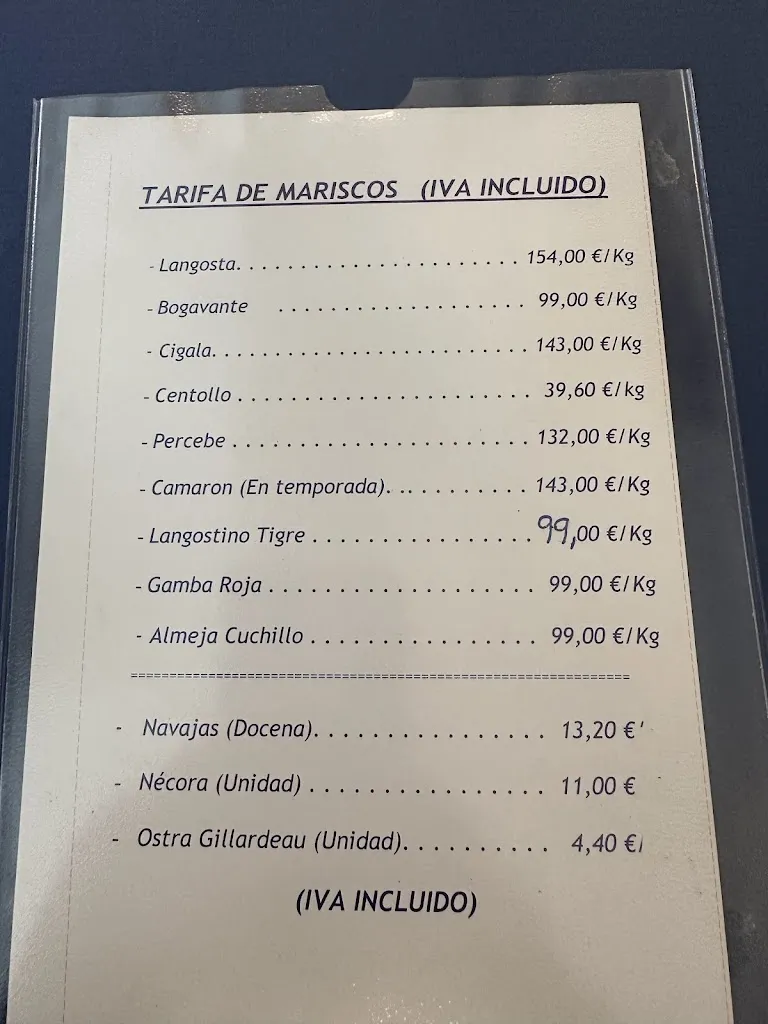 TARIFA DE MARISCOS (IVA INCLUIDO)
- Langosta. . . . . . . . . . . . . . . . . . . . . . 154,00 €/Kg
- Bogavante . . . . . . . . . . . . . . . . . . . 99,00 €/Kg
- Cigala. . . . . . . . . . . . . . . . . . . . . . . . 143,00 €/Kg
- Centollo . . . . . . . . . . . . . . . . . . . . . . . 39,60 €/kg
- Percebe . . . . . . . . . . . . . . . . . . . . . . . 132,00 €/Kg
- Camaron (En temporada). . .. . . . . . . . . . 143,00 €/Kg
- Langostino Tigre . . . . . . . . . . . . . . . . . 99,00 €/Kg
- Gamba Roja . . . . . . . . . . . . . . . . . . . . 99,00 €/Kg
- Almeja Cuchillo . . . . . . . . . . . . . . . . 99,00 €/Kg
================================================
- Navajas (Docena). . . . . . . . . . . . . . . . 13,20 €'
- Nécora (Unidad) . . . . . . . . . . . . . . . . 11,00 €
- Ostra Gillardeau (Unidad). . . . . . . . . . 4,40 €/
(IVA INCLUIDO)